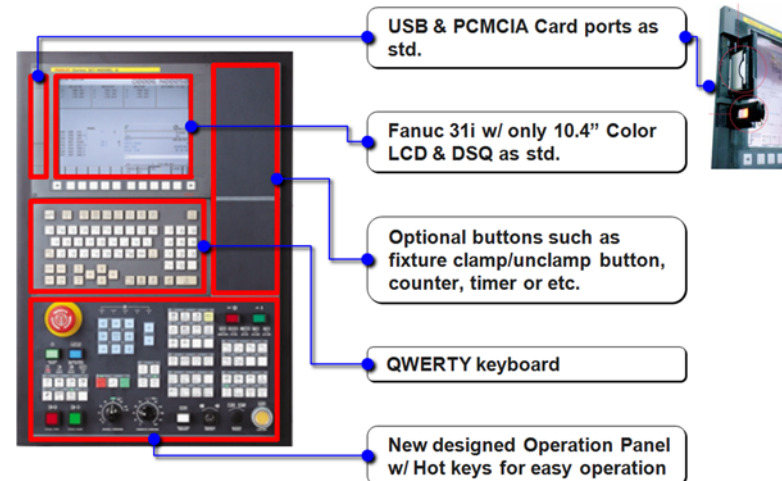 USB & PCMCIA Card ports as
std.
Fanuc 31i w/ only 10.4” Color
LCD & DSQ as std.
Optional buttons such as
fixture clamp/unclamp button,
counter, timer or etc.
QWERTY keyboard
New designed Operation Panel
w/ Hot keys for easy operation